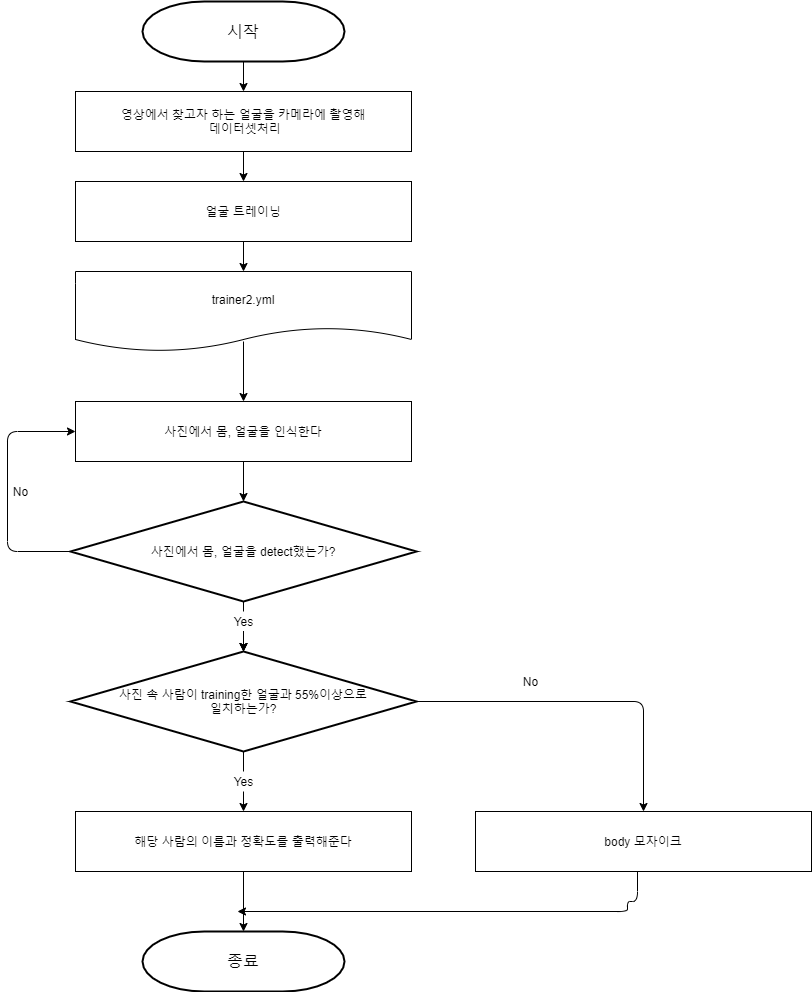 시작
영상에서 찾고자 하는 얼굴을 카메라에 촬영해
데이터셋처리
얼굴 트레이닝
trainer2.yml
사진에서 몸, 얼굴을 인식한다
No
사진에서 몸, 얼굴을 detect했는가?
Yes
사진 속 사람이 training한 얼굴과 55%이상으로
일치하는가?
No
Yes
해당 사람의 이름과 정확도를 출력해준다
body 모자이크
종료